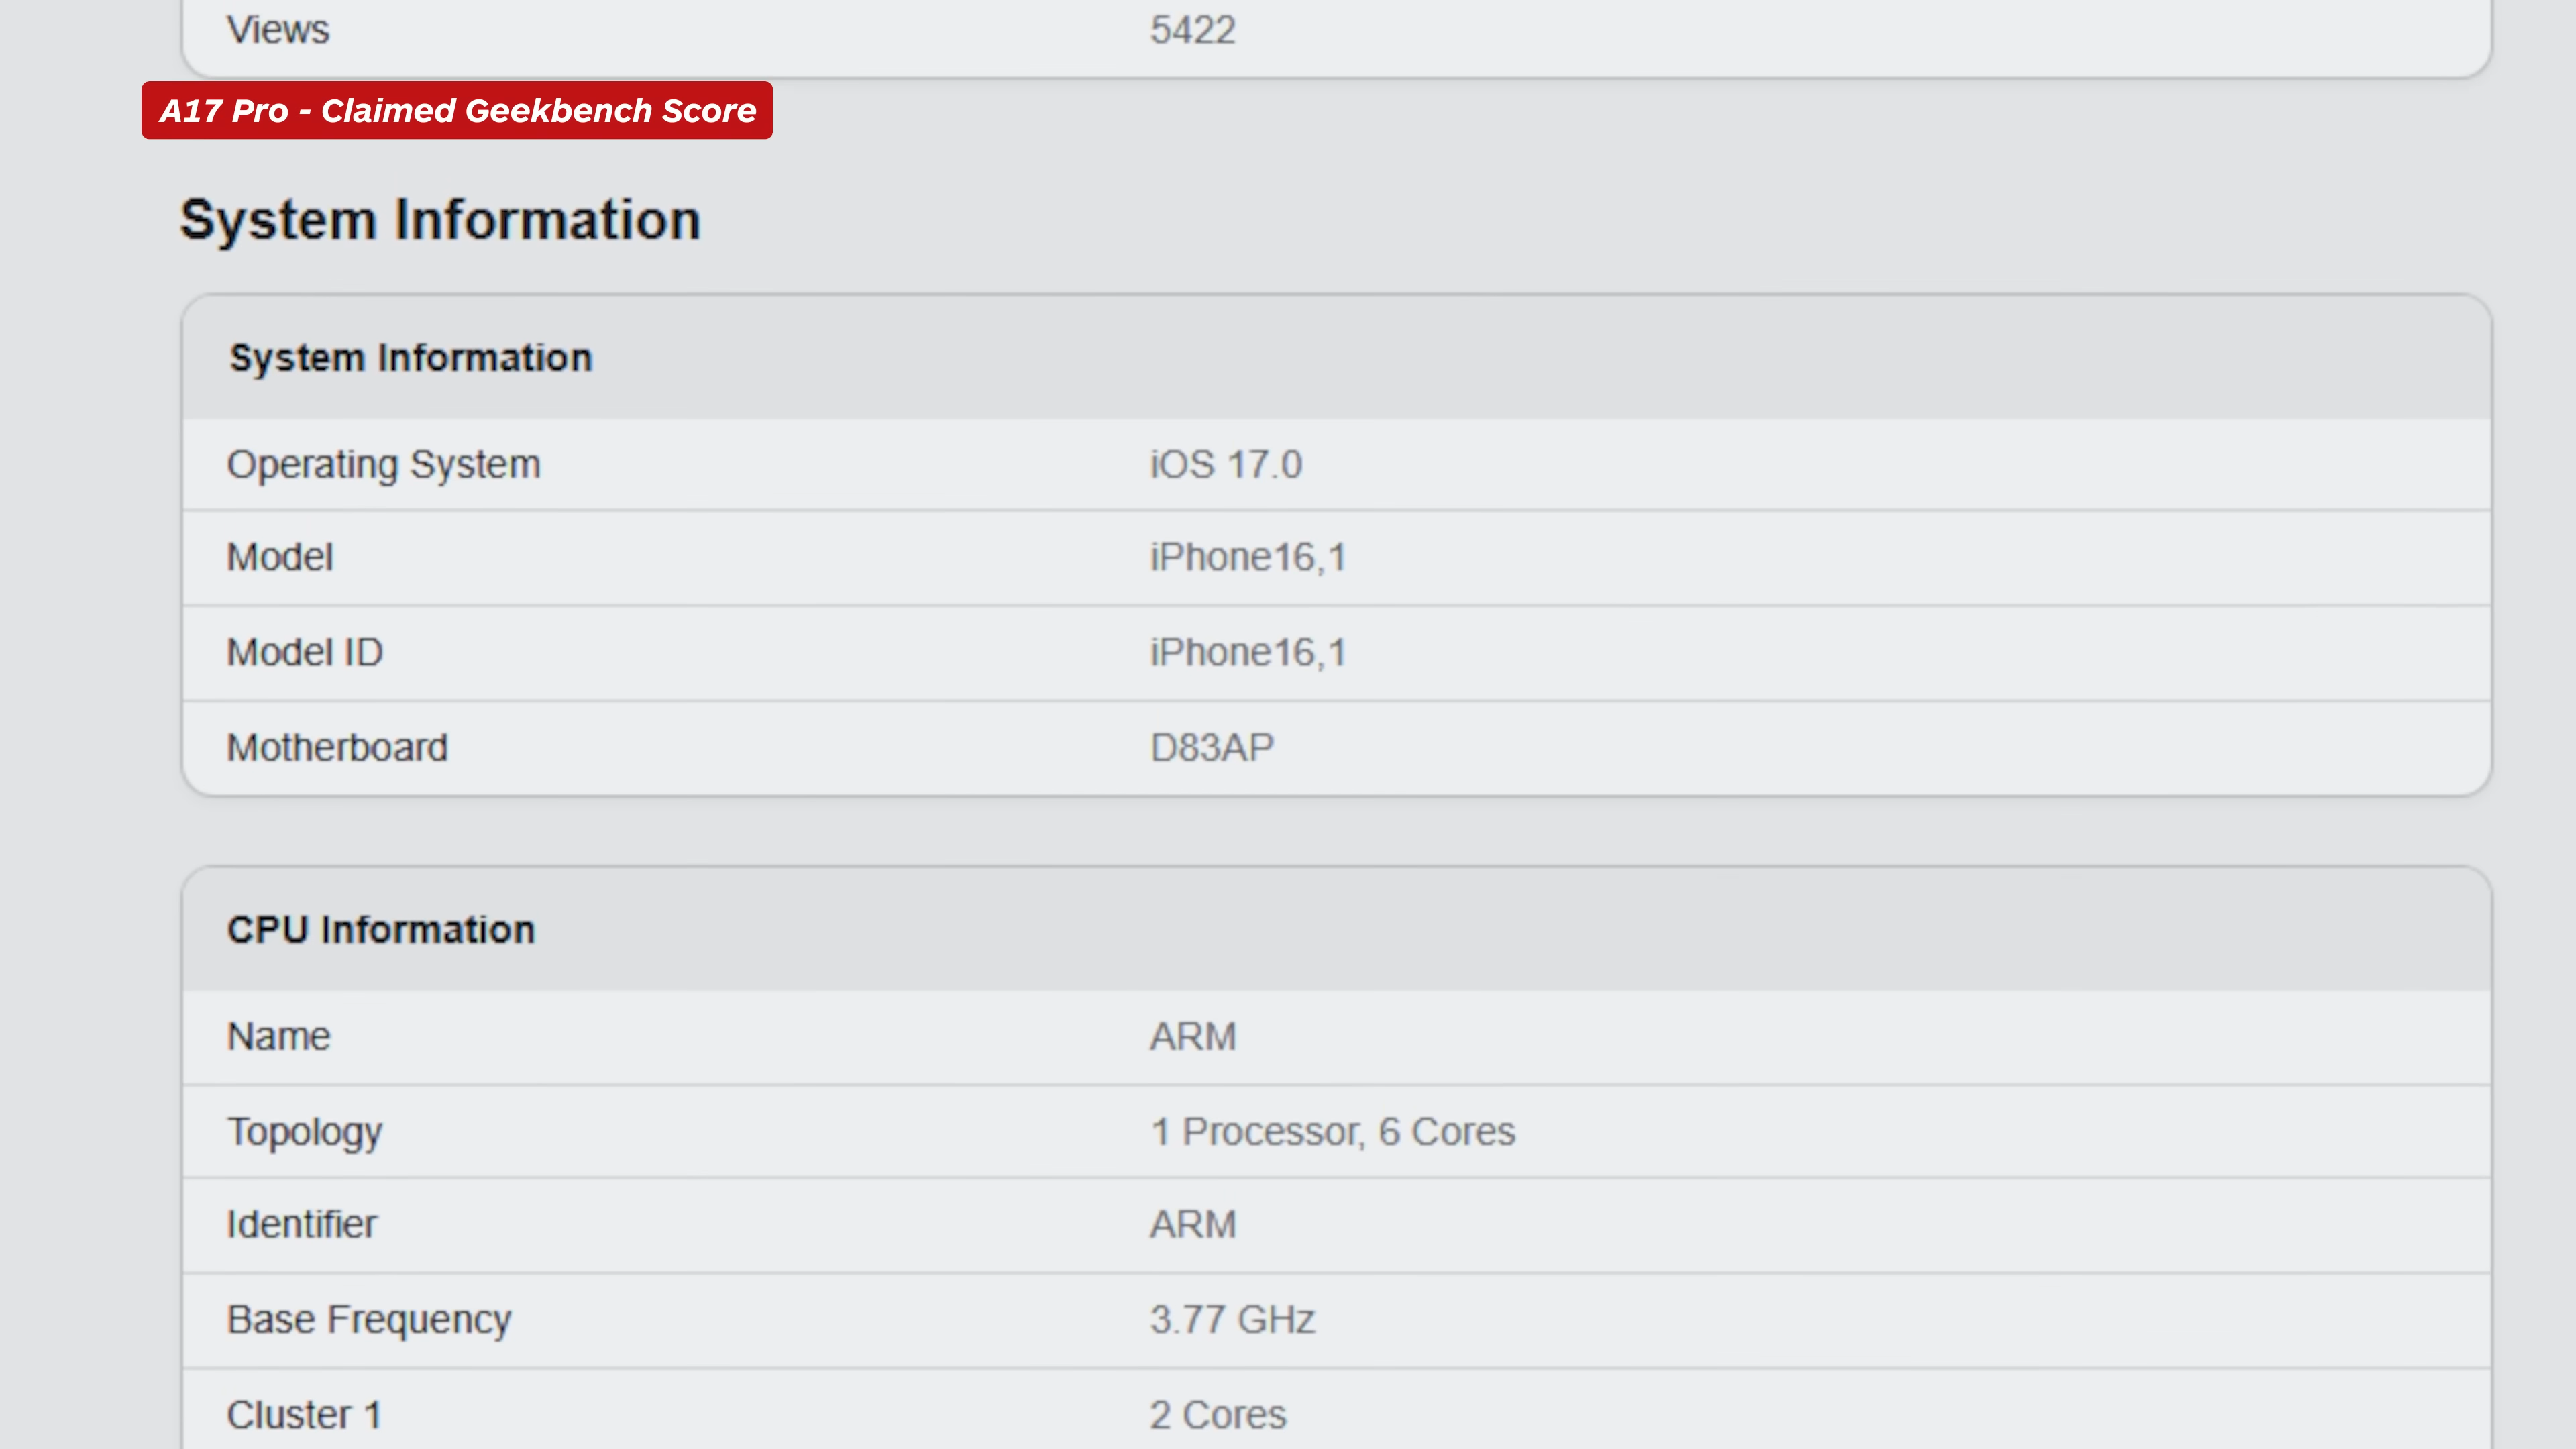 Views 5422
A17 Pro - Claimed Geekbench Score
System Information
System Information
Operating System iOS 17.0
Model iPhone16,1
Model ID iPhone16,1
Motherboard D83AP
CPU Information
Name ARM
Topology 1 Processor, 6 Cores
Identifier ARM
Base Frequency 3.77 GHz
Cluster 1 2 Cores